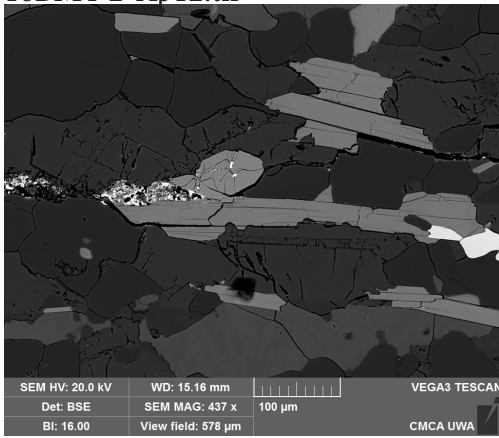 SEM HV: 20.0 kV
WD: 15.16 mm
VEGA3 TESCAN
Det: BSE
SEM MAG: 437 x
100 µm
BI: 16.00
View field: 578 µm
CMCA UWA